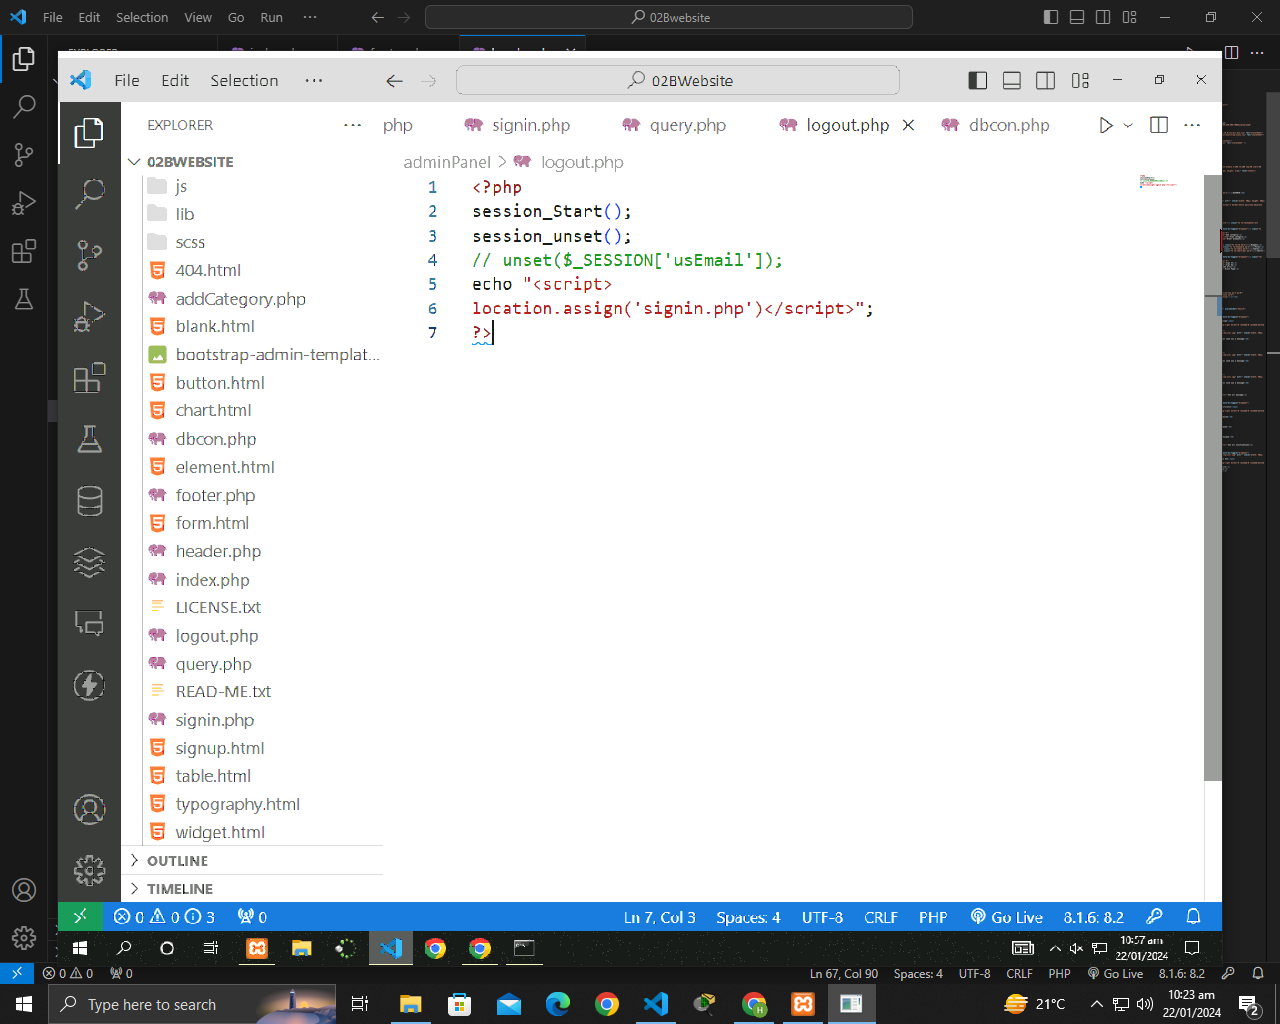 File Edit Selection View Go Run ··· 02Bwebsite
File Edit Selection ··· 02BWebsite
EXPLORER ··· php signin.php query.php logout.php dbcon.php ···
02BWEBSITE
adminPanel > logout.php
js
lib
scss
404.html
addCategory.php
blank.html
bootstrap-admin-templat...
button.html
chart.html
dbcon.php
element.html
footer.php
form.html
header.php
index.php
LICENSE.txt
logout.php
query.php
READ-ME.txt
signin.php
signup.html
table.html
typography.html
widget.html
OUTLINE
TIMELINE
1 <?php
2 session_Start();
3 session_unset();
4 // unset($_SESSION['usEmail']);
5 echo "<script>
6 location.assign('signin.php')</script>";
7 ?>
0 0 3 0 Ln 7, Col 3 Spaces: 4 UTF-8 CRLF PHP Go Live 8.1.6: 8.2
10:57 am
22/01/2024
0 0 0 Ln 67, Col 90 Spaces: 4 UTF-8 CRLF PHP Go Live 8.1.6: 8.2
Type here to search H 21°C 10:23 am
22/01/2024 2